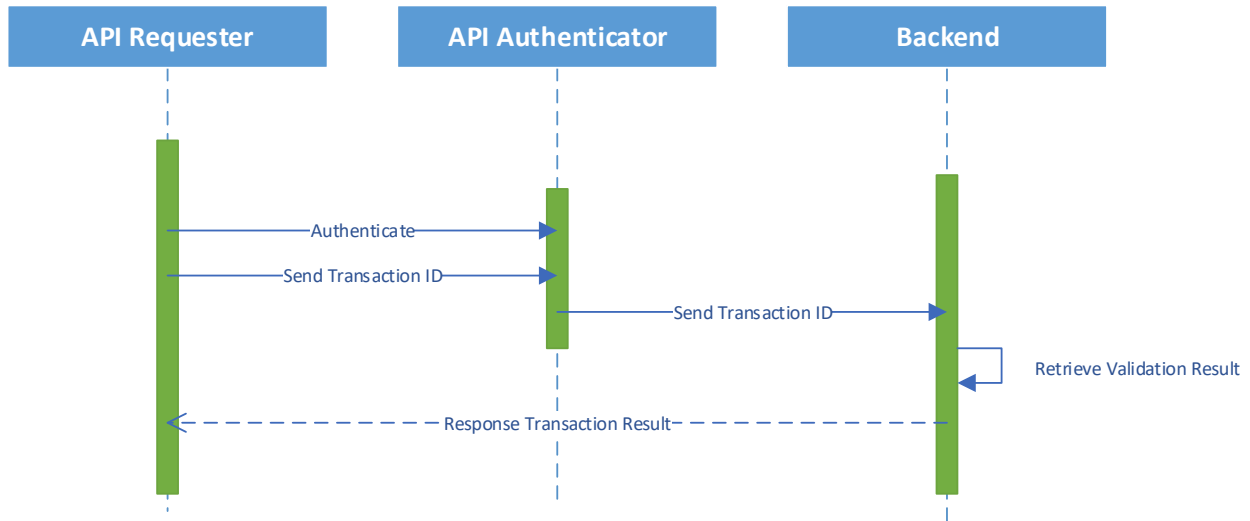 API Requester
API Authenticator
Backend
Authenticate
Send Transaction ID
Send Transaction ID
Retrieve Validation Result
Response Transaction Result